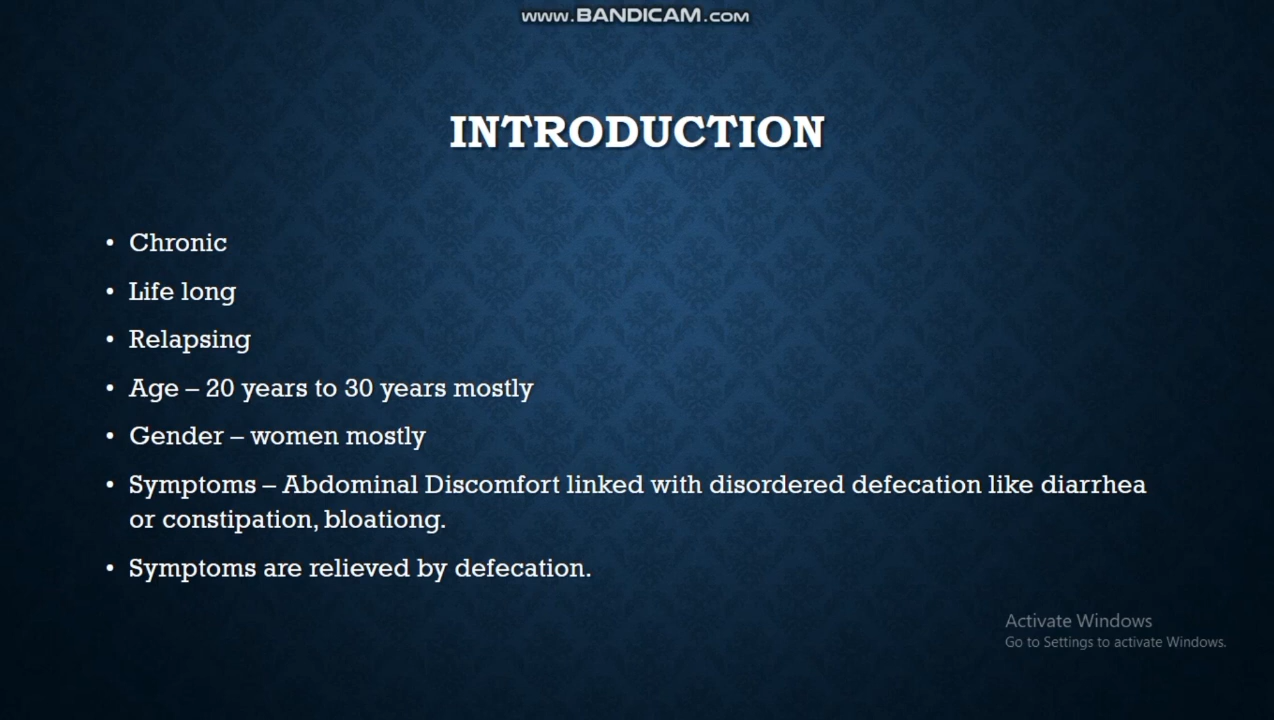 www.BANDICAM.com
INTRODUCTION
• Chronic
• Life long
• Relapsing
• Age – 20 years to 30 years mostly
• Gender – women mostly
• Symptoms – Abdominal Discomfort linked with disordered defecation like diarrhea
or constipation, bloationg.
• Symptoms are relieved by defecation.
Activate Windows
Go to Settings to activate Windows.